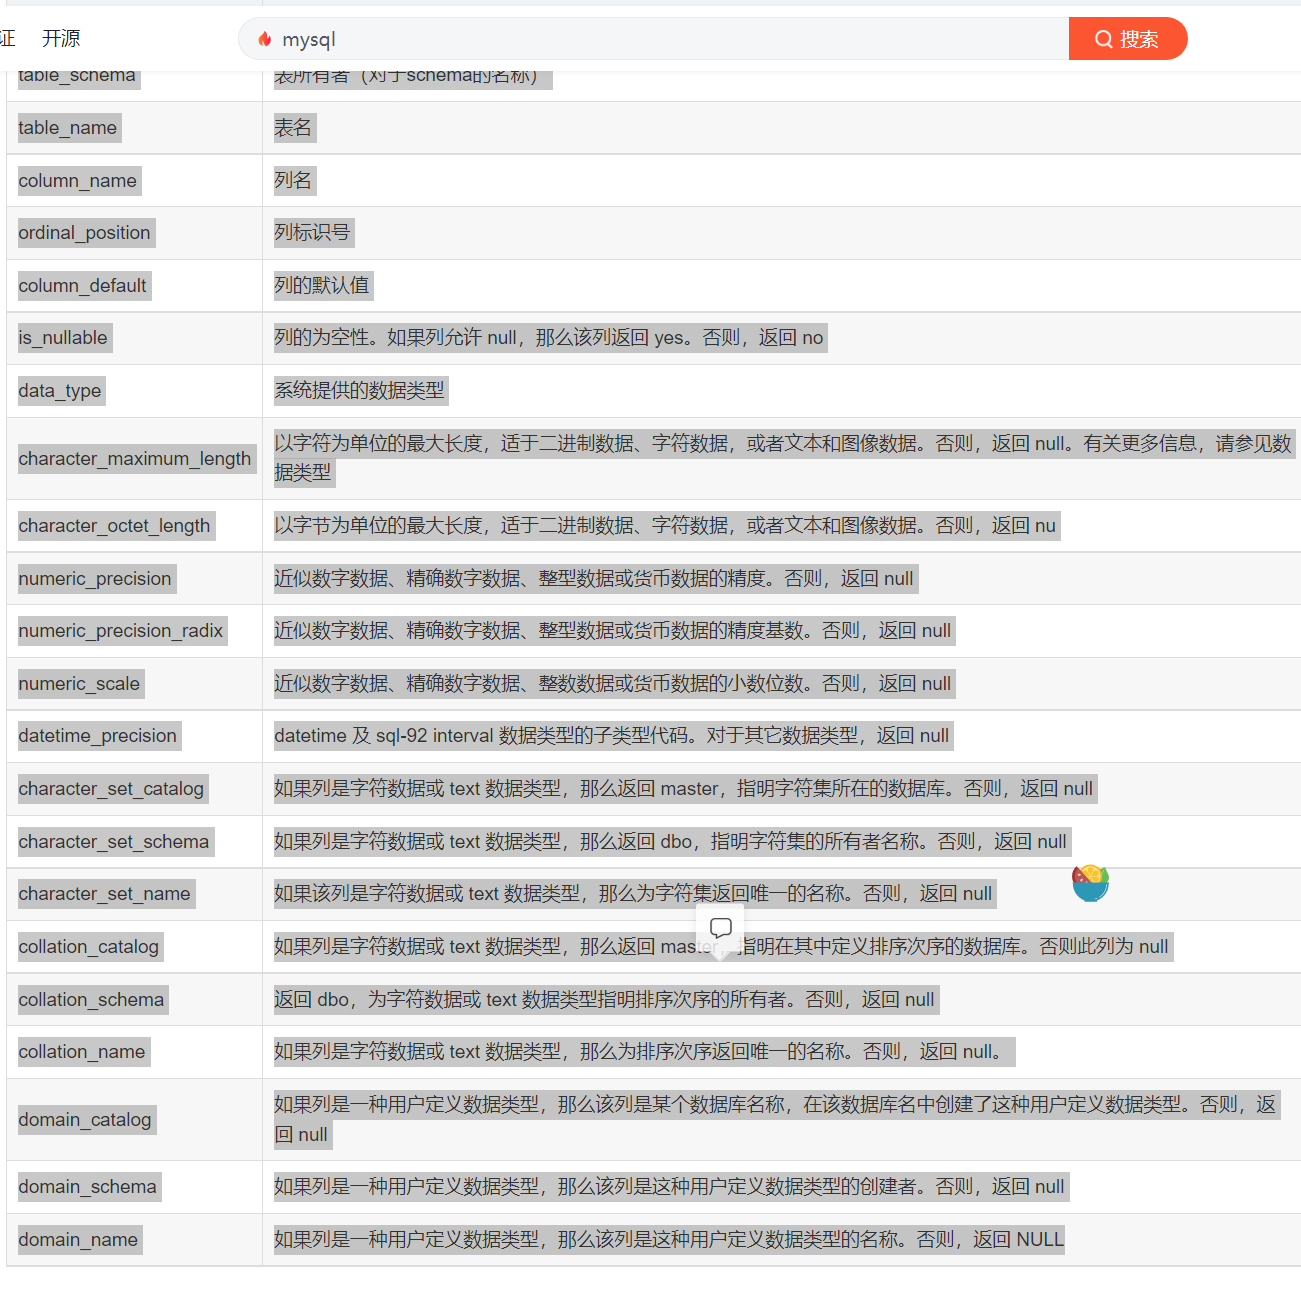 证 开源 mysql 搜索
table_schema 表所有者（对于schema的名称）
table_name 表名
column_name 列名
ordinal_position 列标识号
column_default 列的默认值
is_nullable 列的为空性。如果列允许 null，那么该列返回 yes。否则，返回 no
data_type 系统提供的数据类型
character_maximum_length 以字符为单位的最大长度，适于二进制数据、字符数据，或者文本和图像数据。否则，返回 null。有关更多信息，请参见数
据类型
character_octet_length 以字节为单位的最大长度，适于二进制数据、字符数据，或者文本和图像数据。否则，返回 nu
numeric_precision 近似数字数据、精确数字数据、整型数据或货币数据的精度。否则，返回 null
numeric_precision_radix 近似数字数据、精确数字数据、整型数据或货币数据的精度基数。否则，返回 null
numeric_scale 近似数字数据、精确数字数据、整数数据或货币数据的小数位数。否则，返回 null
datetime_precision datetime 及 sql-92 interval 数据类型的子类型代码。对于其它数据类型，返回 null
character_set_catalog 如果列是字符数据或 text 数据类型，那么返回 master，指明字符集所在的数据库。否则，返回 null
character_set_schema 如果列是字符数据或 text 数据类型，那么返回 dbo，指明字符集的所有者名称。否则，返回 null
character_set_name 如果该列是字符数据或 text 数据类型，那么为字符集返回唯一的名称。否则，返回 null
collation_catalog 如果列是字符数据或 text 数据类型，那么返回 master，指明在其中定义排序次序的数据库。否则此列为 null
collation_schema 返回 dbo，为字符数据或 text 数据类型指明排序次序的所有者。否则，返回 null
collation_name 如果列是字符数据或 text 数据类型，那么为排序次序返回唯一的名称。否则，返回 null。
domain_catalog 如果列是一种用户定义数据类型，那么该列是某个数据库名称，在该数据库名中创建了这种用户定义数据类型。否则，返
回 null
domain_schema 如果列是一种用户定义数据类型，那么该列是这种用户定义数据类型的创建者。否则，返回 null
domain_name 如果列是一种用户定义数据类型，那么该列是这种用户定义数据类型的名称。否则，返回 NULL